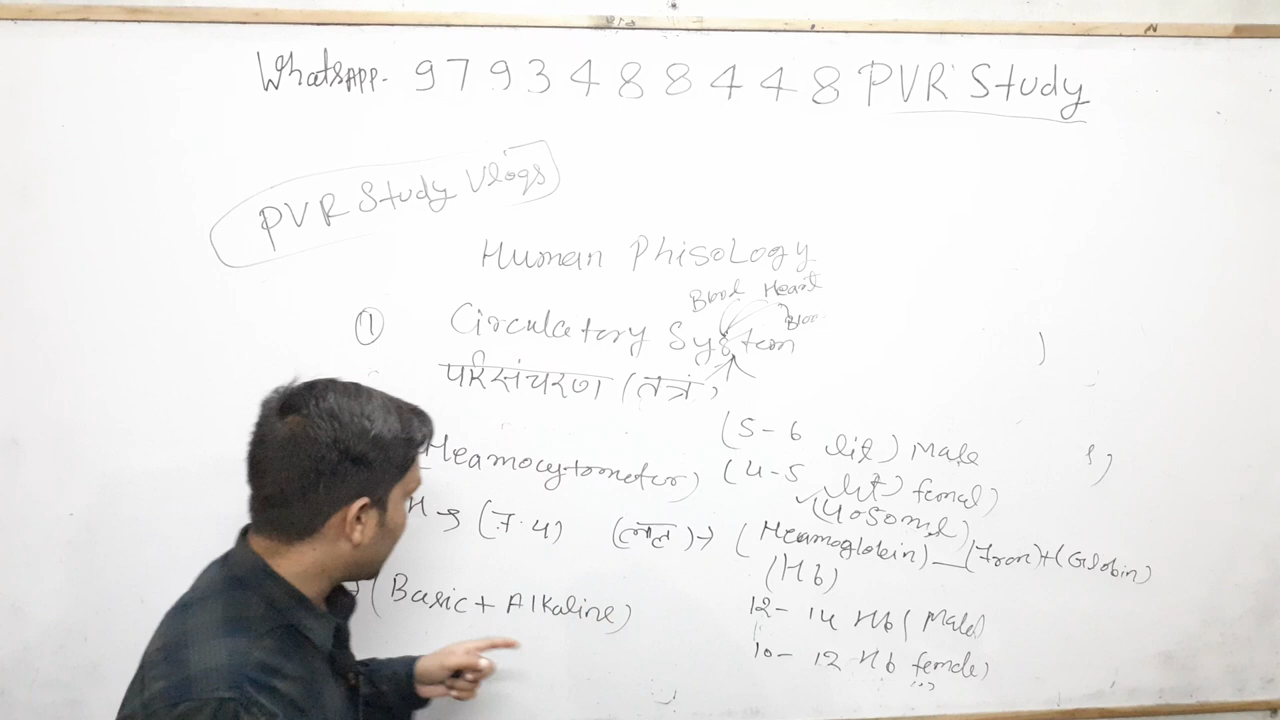 WhatsAPP. 9793488448 PVR Study
PVR Study Vlogs
Human PhisoLogy
Blood Heart
Bloo
① Circulatory System
परिसंचरण (तंत्र)
(5-6 lit) Male
Heamocytometer) (4-5 lit) femal)
H → (7.4) (लाल) → (Heamoglobin) — (Iron) + (Globin)
(Hb)
(Basic + Alkaline)
12 - 14 Hb (Male)
10 - 12 Hb female)